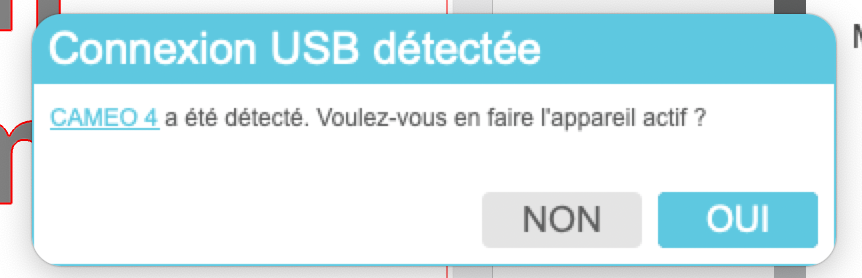 Connexion USB détectée
CAMEO 4 a été détecté. Voulez-vous en faire l'appareil actif ?
NON OUI